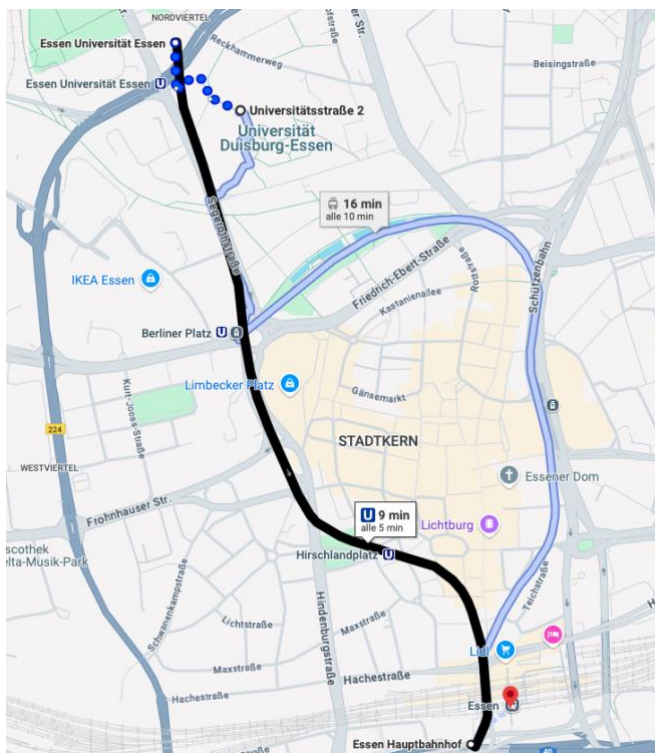 NORDVIERTEL
Essen Universität Essen
Reckhammerweg
Beisingstraße
Essen Universität Essen U
Universitätsstraße 2
Universität
Duisburg-Essen
16 min
alle 10 min
Segerothstraße
Friedrich-Ebert-Straße
Rottstraße
Schützenbahn
IKEA Essen
Kastanienallee
Berliner Platz U
Limbecker Platz
Kurt-Jooss-Straße
Gänsemarkt
224
STADTKERN
WESTVIERTEL
Essener Dom
Frohnhauser Str.
U 9 min
alle 5 min
Lichtburg
Hirschlandplatz U
scothek
elta-Musik-Park
Schwanenkampstraße
Lichtstraße
Hindenburgstraße
Maxstraße
Teichstraße
Lidl
Maxstraße
Hachestraße
Hachestraße
Essen
Essen Hauptbahnhof
40